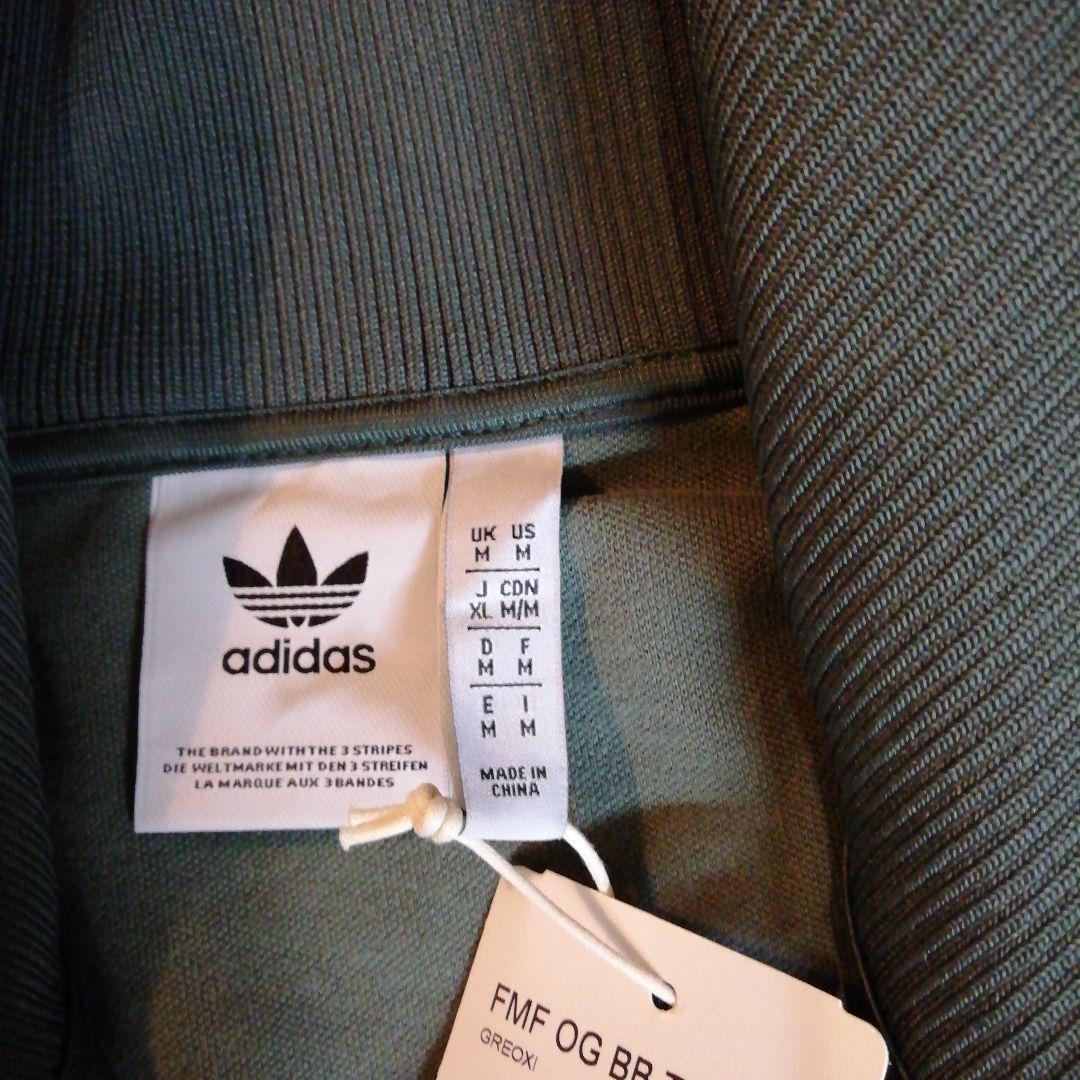 adidas
THE BRAND WITH THE 3 STRIPES
DIE WELTMARKE MIT DEN 3 STREIFEN
LA MARQUE AUX 3 BANDES
UK US
M M
J CDN
XL M/M
D F
M M
E I
M M
MADE IN
CHINA
FMF OG BB
GREOXI